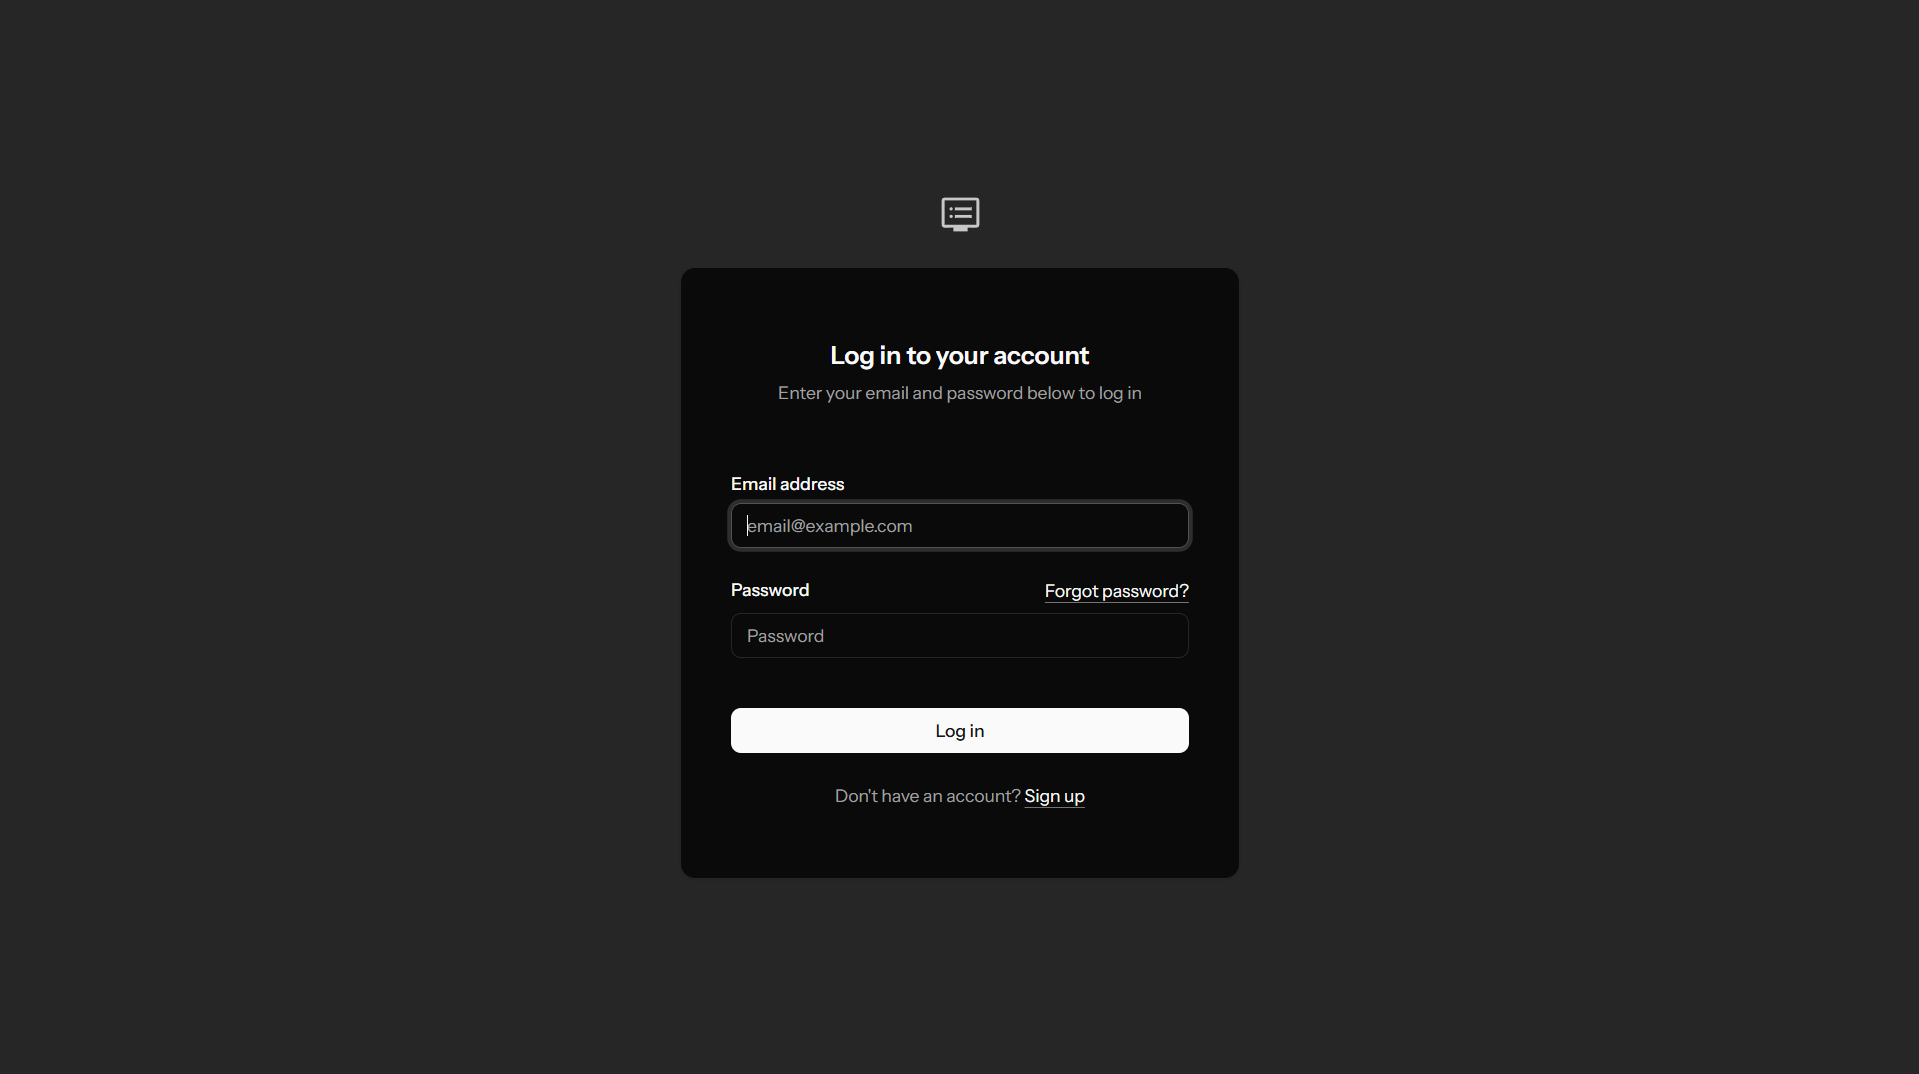 Log in to your account
Enter your email and password below to log in
Email address
email@example.com
Password
Forgot password?
Password
Log in
Don't have an account? Sign up